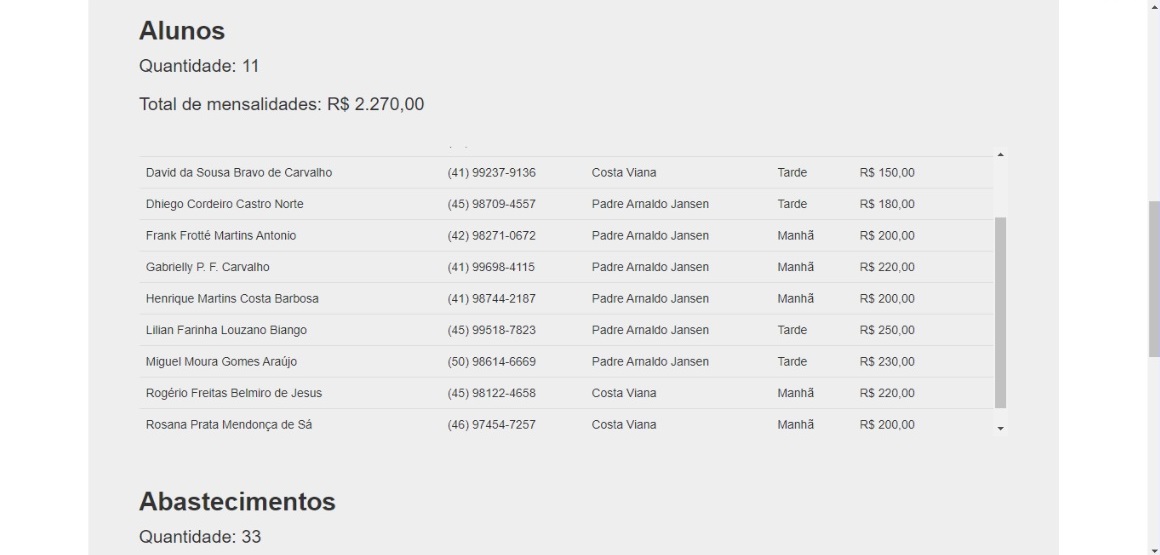 Alunos
Quantidade: 11
Total de mensalidades: R$ 2.270,00
David da Sousa Bravo de Carvalho (41) 99237-9136 Costa Viana Tarde R$ 150,00
Dhiego Cordeiro Castro Norte (45) 98709-4557 Padre Arnaldo Jansen Tarde R$ 180,00
Frank Frotté Martins Antonio (42) 98271-0672 Padre Arnaldo Jansen Manhã R$ 200,00
Gabrielly P. F. Carvalho (41) 99698-4115 Padre Arnaldo Jansen Manhã R$ 220,00
Henrique Martins Costa Barbosa (41) 98744-2187 Padre Arnaldo Jansen Manhã R$ 200,00
Lilian Farinha Louzano Biango (45) 99518-7823 Padre Arnaldo Jansen Tarde R$ 250,00
Miguel Moura Gomes Araújo (50) 98614-6669 Padre Arnaldo Jansen Tarde R$ 230,00
Rogério Freitas Belmiro de Jesus (45) 98122-4658 Costa Viana Manhã R$ 220,00
Rosana Prata Mendonça de Sá (46) 97454-7257 Costa Viana Manhã R$ 200,00
Abastecimentos
Quantidade: 33